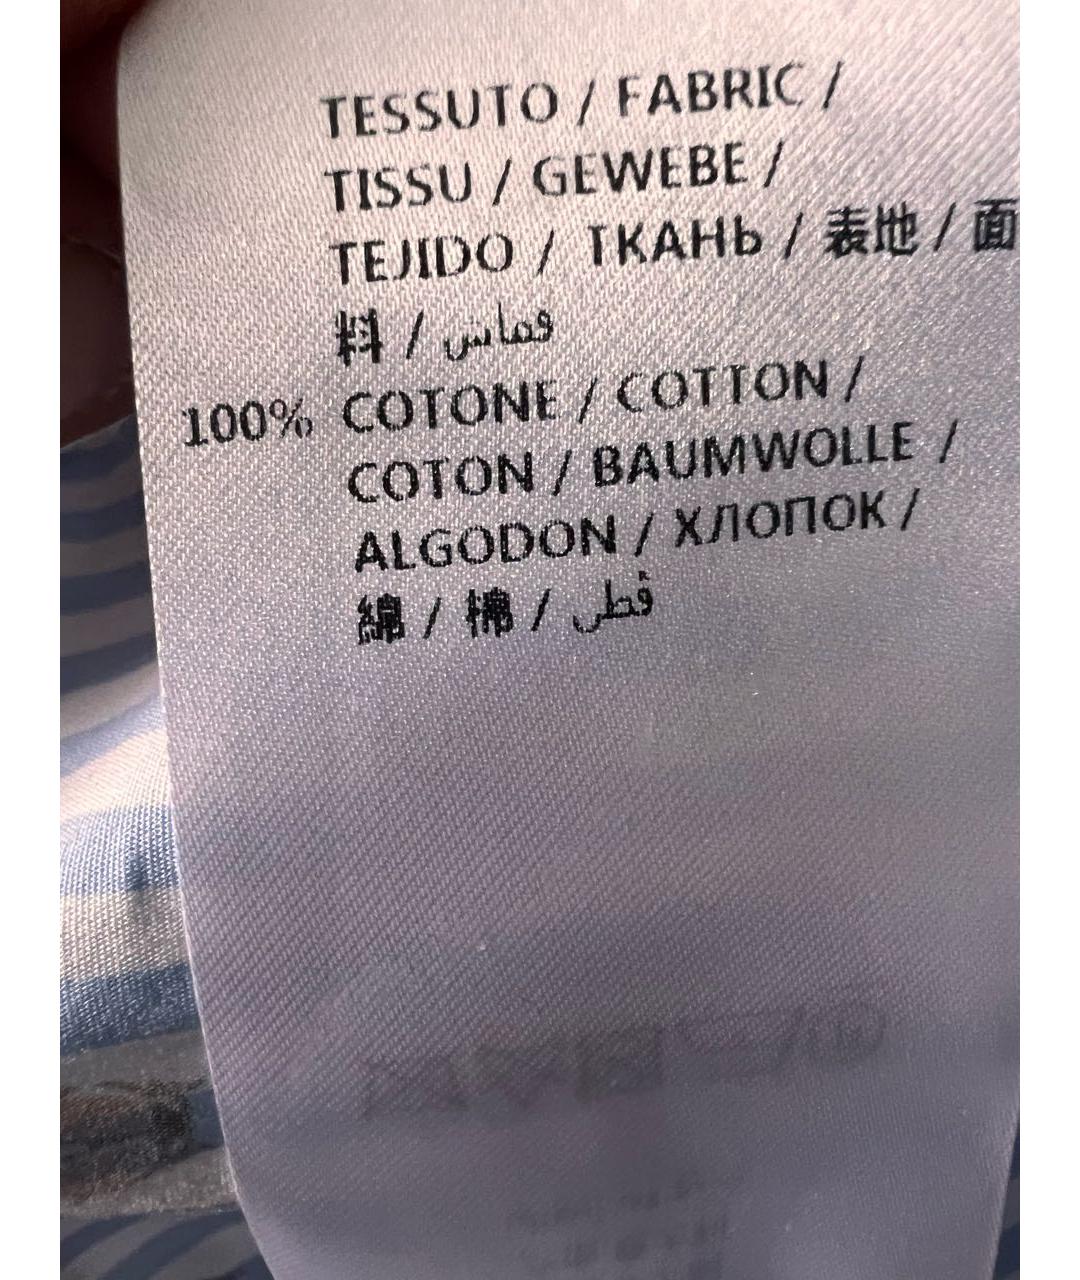 TESSUTO / FABRIC /
TISSU / GEWEBE /
TEJIDO / ТКАНЬ / 表地 / 面
料 / قماش
100% COTONE / COTTON /
COTON / BAUMWOLLE /
ALGODON / ХЛОПОК /
綿 / 棉 / قطن